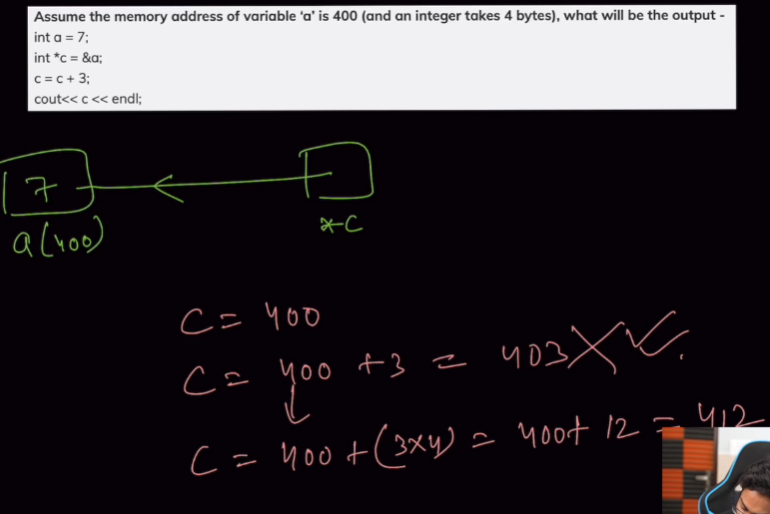 Assume the memory address of variable ‘a’ is 400 (and an integer takes 4 bytes), what will be the output -
int a = 7;
int *c = &a;
c = c + 3;
cout<< c << endl;
7
a(400)
*C
C = 400
C = 400 + 3 = 403
C = 400 + (3x4) = 400+ 12 = 412